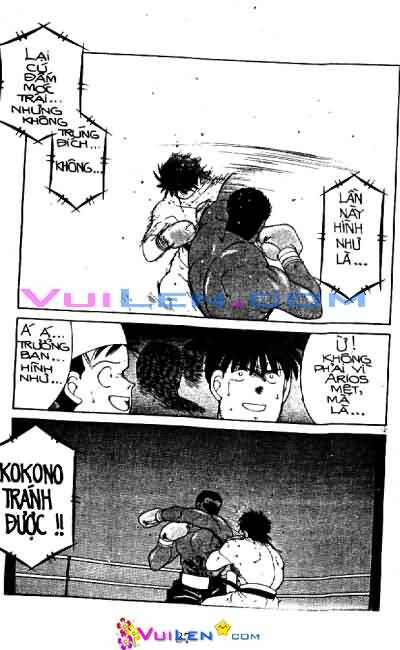 LẠI
CÚ
ĐẤM
MÓC
TRÁI...
NHƯNG
KHÔNG
TRÚNG
ĐÍCH...
KHÔNG...
LẦN
NÀY
HÌNH
NHƯ
LÀ...
VUILEN.COM
Ừ!
KHÔNG
PHẢI VÌ
ARIOS
MỆT,
MÀ
LÀ...
Á Á...
TRƯỞNG
BAN...
HÌNH
NHƯ...
KOKONO
TRÁNH
ĐƯỢC!!
VUILEN.COM